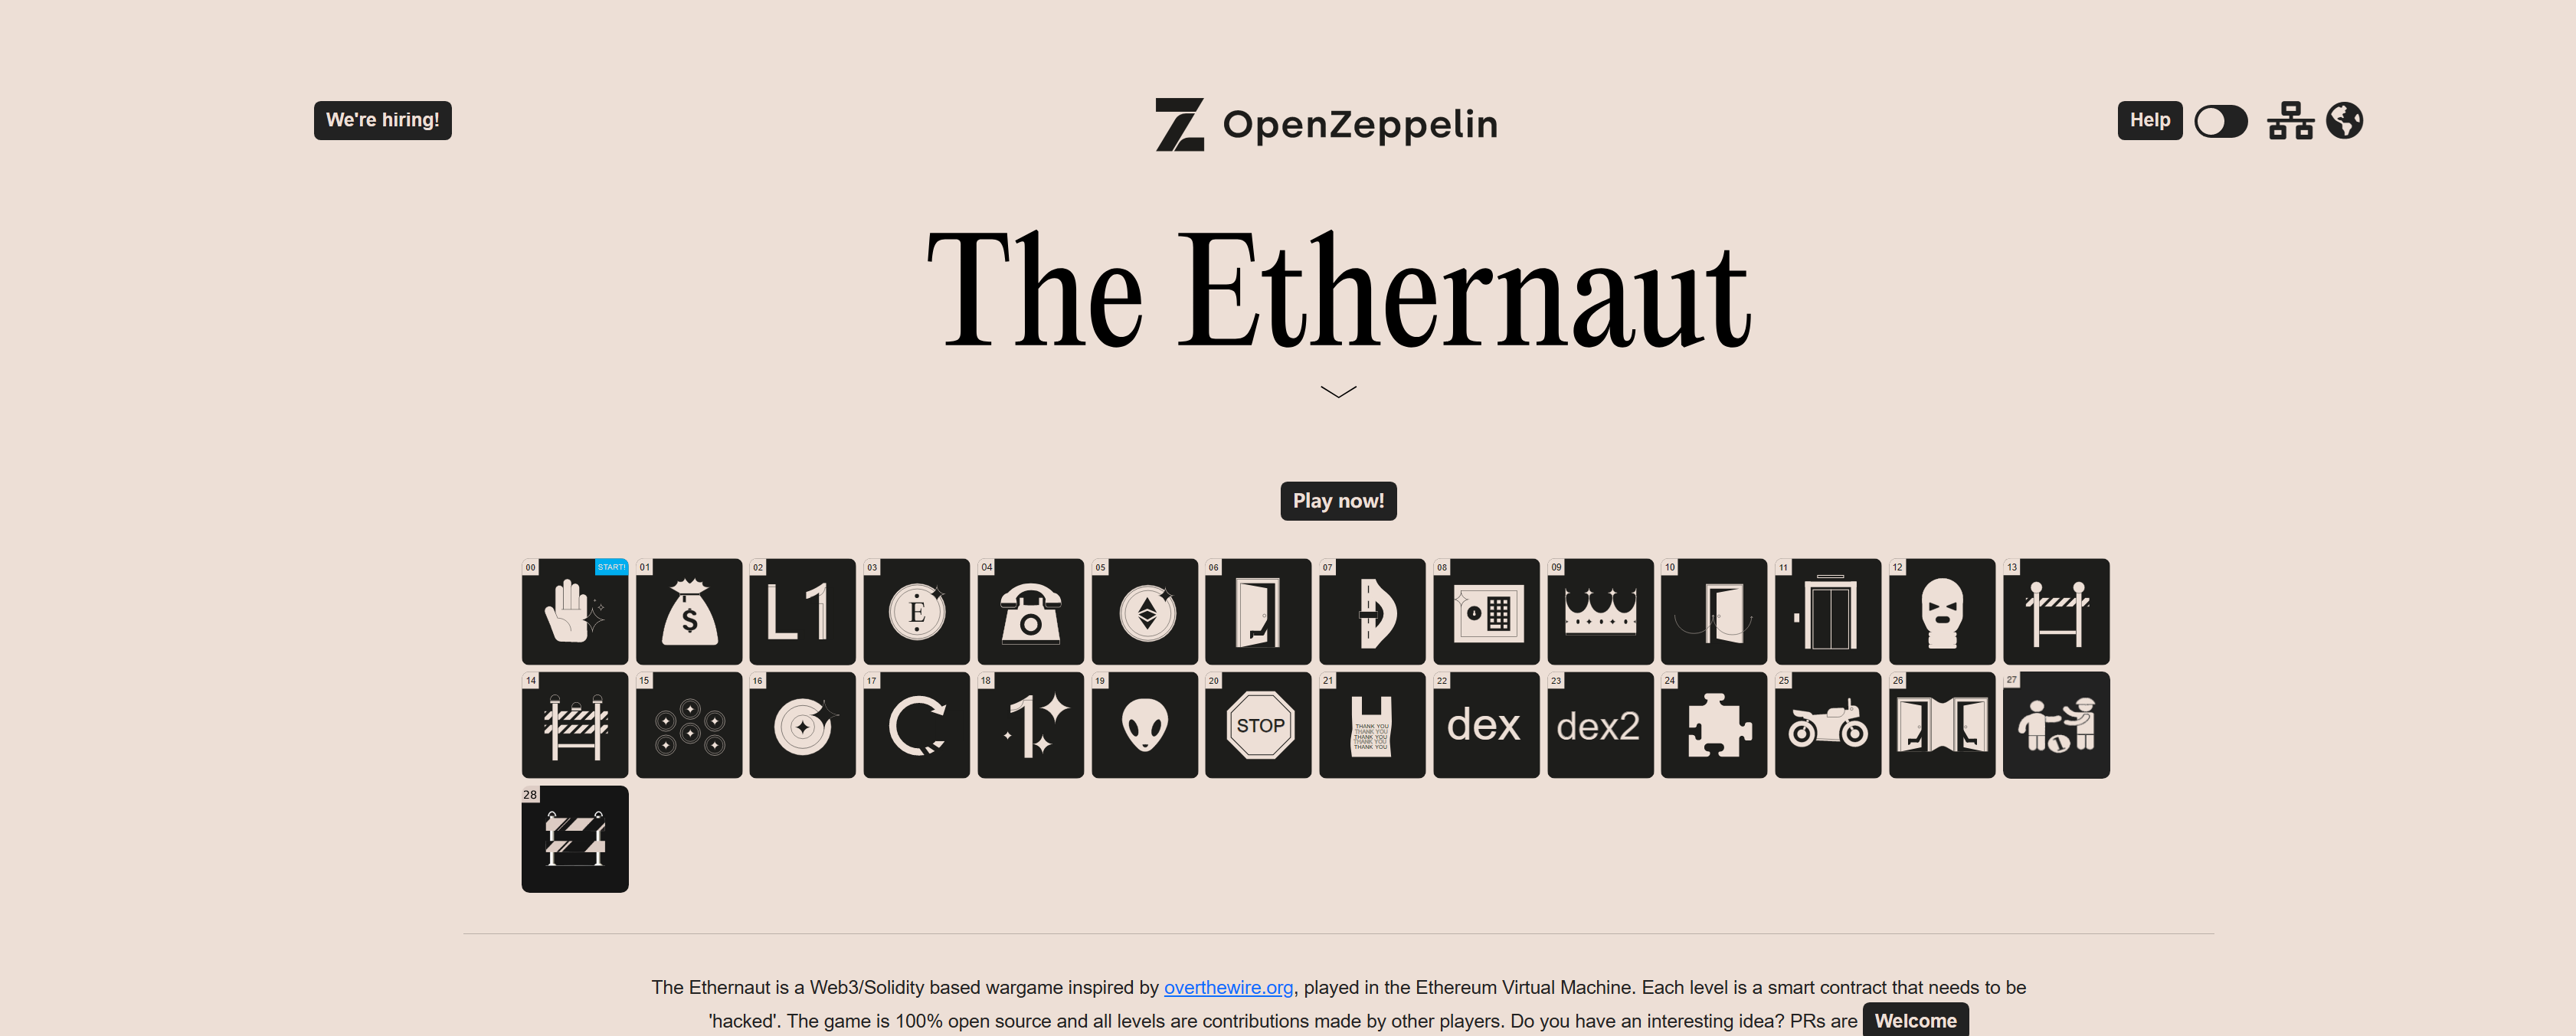 We're hiring!
OpenZeppelin
Help
The Ethernaut
Play now!
00 START! 01 02 03 04 05 06 07 08 09 10 11 12 13
L1
$
E
14 15 16 17 18 19 20 21 22 23 24 25 26 27
1
STOP
THANK YOU
THANK YOU
THANK YOU
THANK YOU
THANK YOU
dex
dex2
28
The Ethernaut is a Web3/Solidity based wargame inspired by overthewire.org, played in the Ethereum Virtual Machine. Each level is a smart contract that needs to be
'hacked'. The game is 100% open source and all levels are contributions made by other players. Do you have an interesting idea? PRs are Welcome